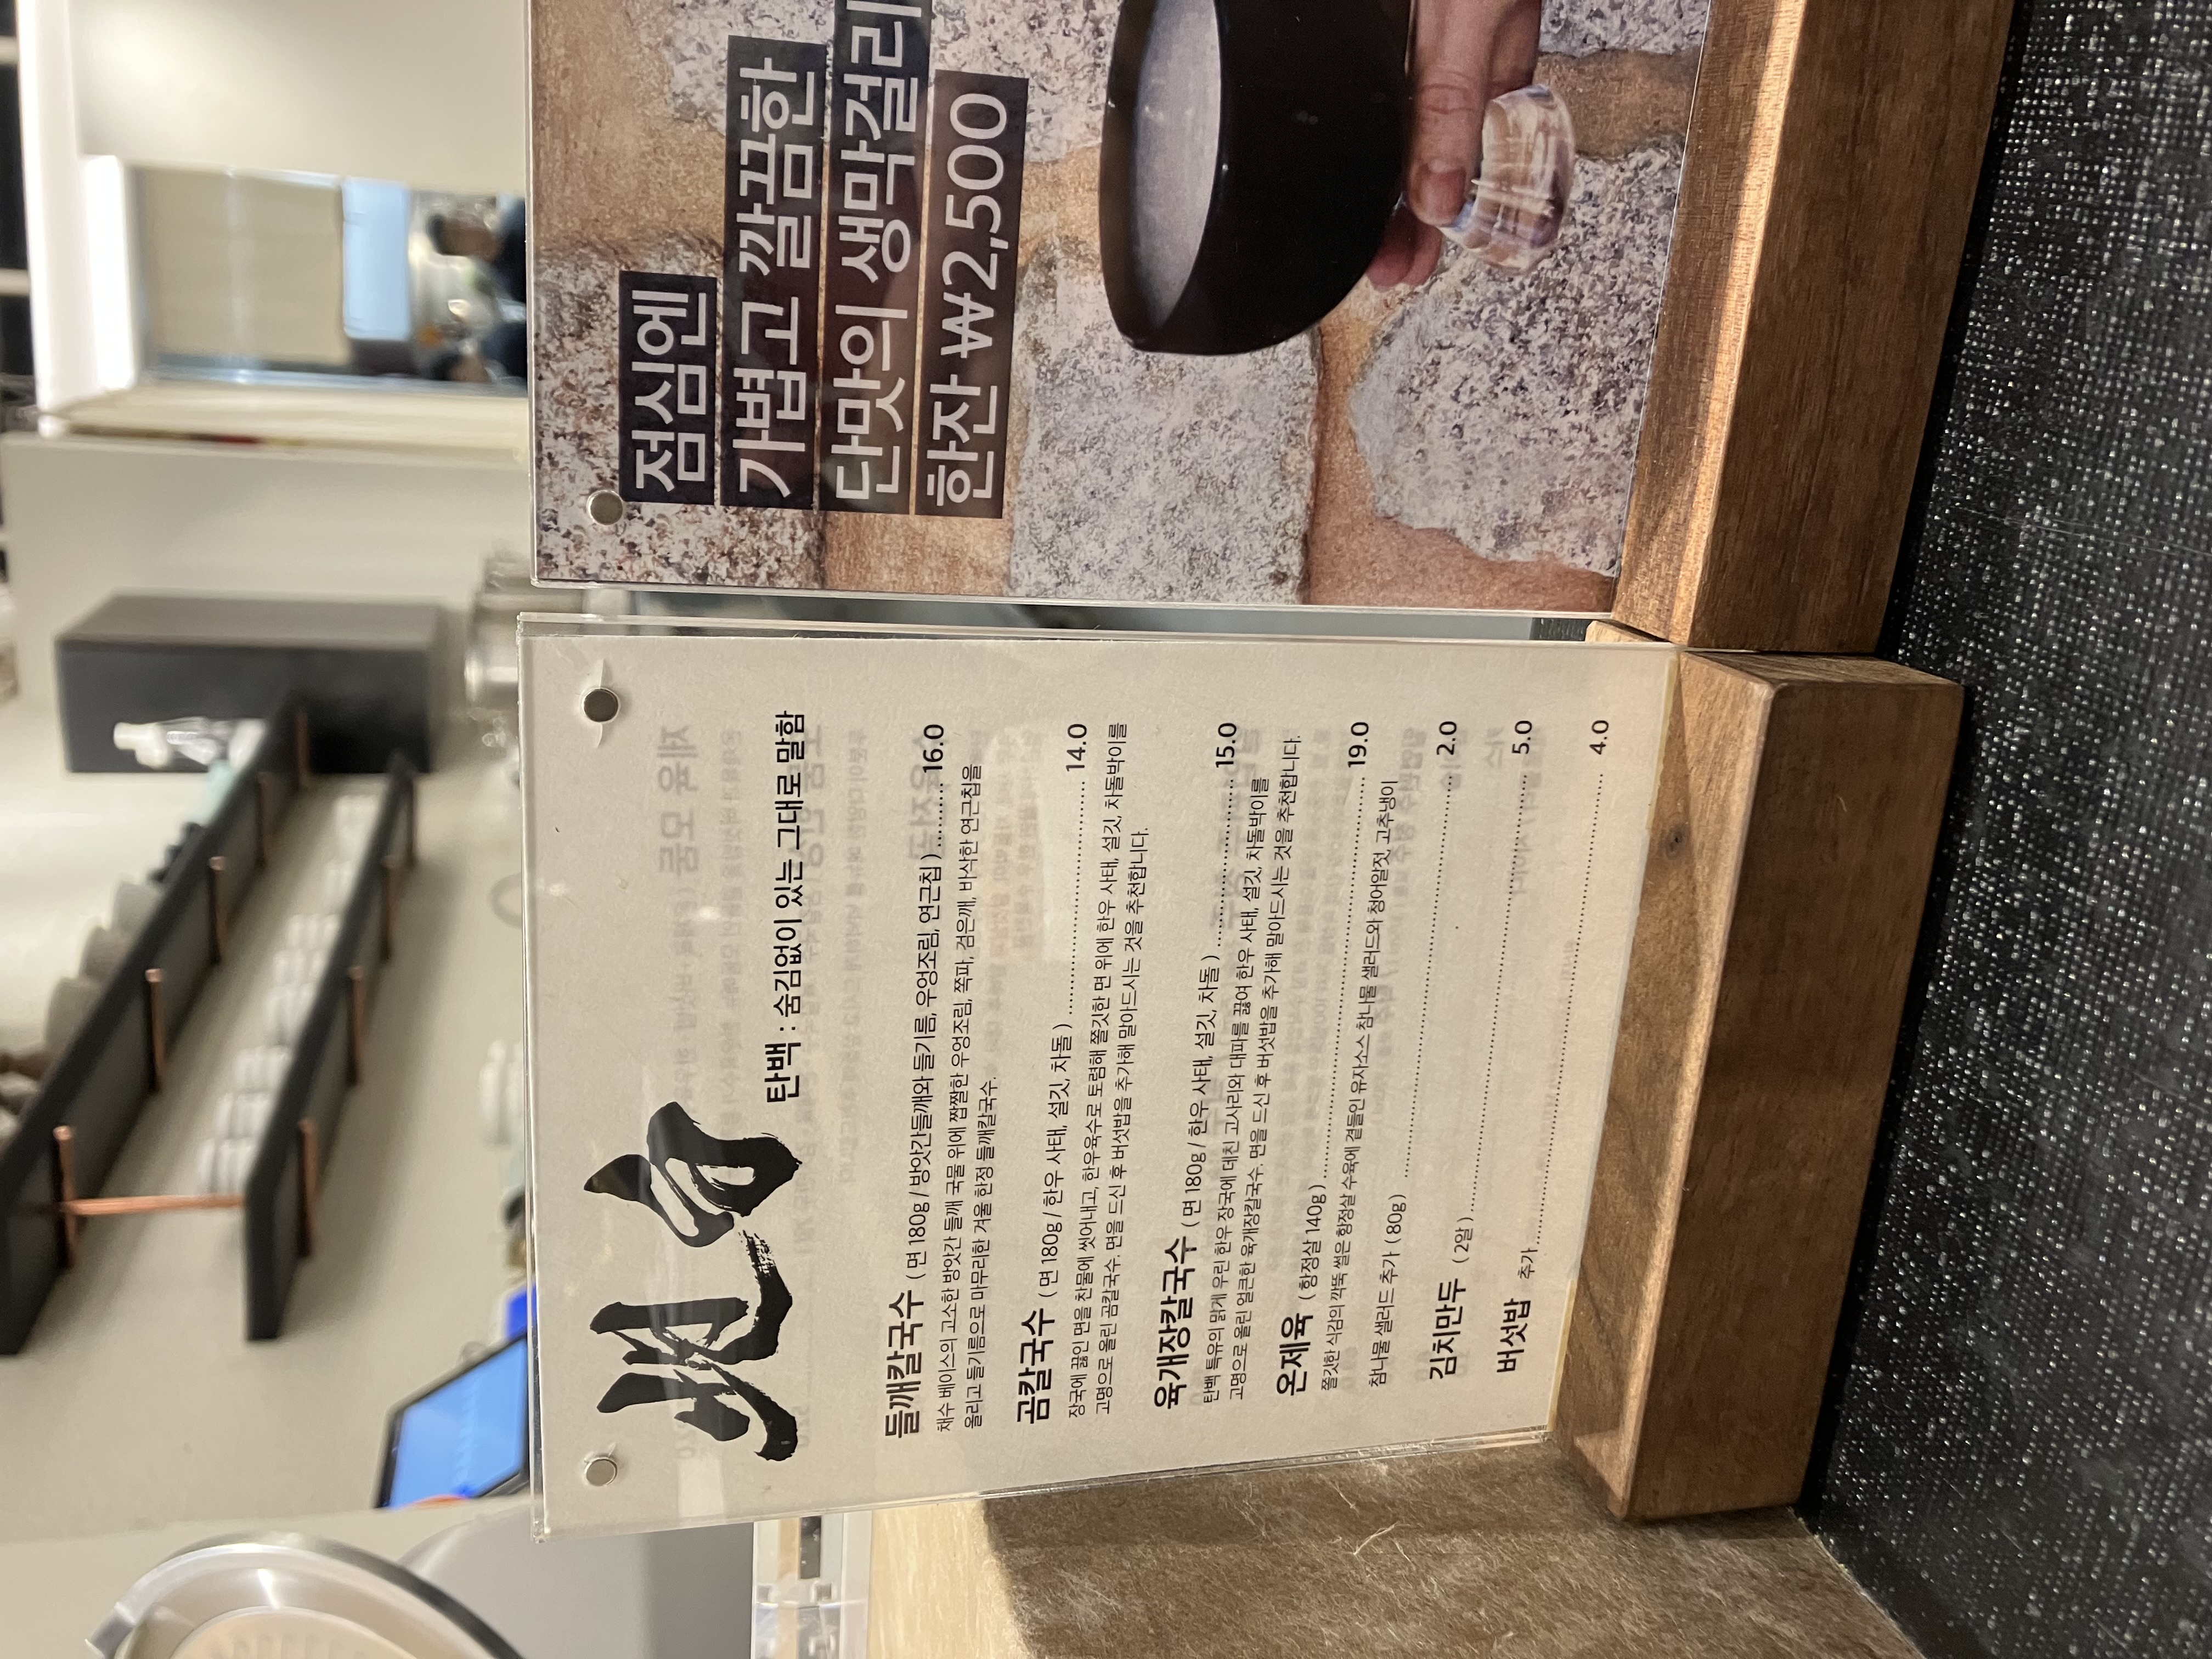 坦白
탄백 : 숨김없이 있는 그대로 말함
들깨칼국수 ( 면 180g / 방앗간들깨와 들기름, 우엉조림, 연근칩 ) ........ 16.0
채수 베이스의 고소한 방앗간 들깨 국물 위에 짭짤한 우엉조림, 쪽파, 검은깨, 바삭한 연근칩을
올리고 들기름으로 마무리한 겨울 한정 들깨칼국수.
곰칼국수 ( 면 180g / 한우 사태, 설깃, 차돌 ) ........ 14.0
장국에 끓인 면을 찬물에 씻어내고, 한우육수로 토렴해 쫄깃한 면 위에 한우 사태, 설깃, 차돌박이를
고명으로 올린 곰칼국수. 면을 드신 후 버섯밥을 추가해 말아드시는 것을 추천합니다.
육개장칼국수 ( 면 180g / 한우 사태, 설깃, 차돌 ) ........ 15.0
탄백 특유의 맑게 우린 한우 장국에 데친 고사리와 대파를 끓여 한우 사태, 설깃, 차돌박이를
고명으로 올린 얼큰한 육개장칼국수. 면을 드신 후 버섯밥을 추가해 말아드시는 것을 추천합니다.
온제육 ( 항정살 140g ) ........ 19.0
쫄깃한 식감의 깍뚝 썰은 항정살 수육에 곁들인 유자소스 참나물 샐러드와 청어알젓 고추냉이
참나물 샐러드 추가 ( 80g ) ........ 2.0
김치만두 ( 2알 ) ........ 5.0
버섯밥 추가 ........ 4.0
점심엔
가볍고 깔끔한
단맛의 생막걸리
한잔 ₩2,500